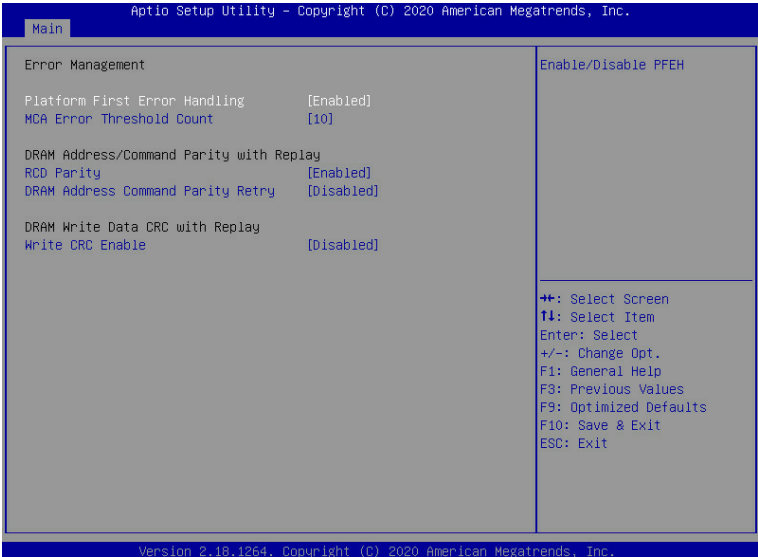 Aptio Setup Utility – Copyright (C) 2020 American Megatrends, Inc.
Main
Error Management
Platform First Error Handling [Enabled]
MCA Error Threshold Count [10]
DRAM Address/Command Parity with Replay
RCD Parity [Enabled]
DRAM Address Command Parity Retry [Disabled]
DRAM Write Data CRC with Replay
Write CRC Enable [Disabled]
Enable/Disable PFEH
→←: Select Screen
↑↓: Select Item
Enter: Select
+/-: Change Opt.
F1: General Help
F3: Previous Values
F9: Optimized Defaults
F10: Save & Exit
ESC: Exit
Version 2.18.1264. Copyright (C) 2020 American Megatrends, Inc.